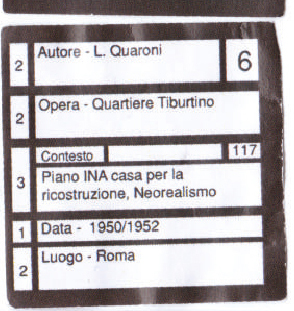 2 Autore - L. Quaroni 6
2 Opera - Quartiere Tiburtino
Contesto 117
3 Piano INA casa per la
ricostruzione, Neorealismo
1 Data - 1950/1952
2 Luogo - Roma